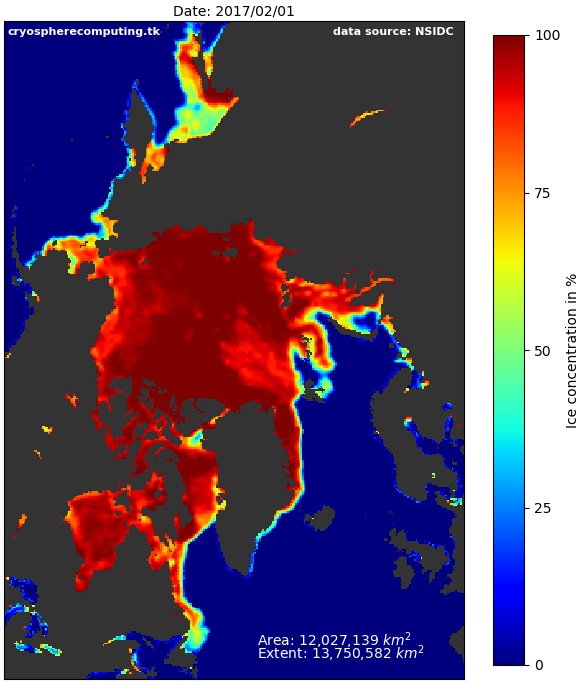 Date: 2017/02/01
cryospherecomputing.tk
data source: NSIDC
100
75
50
25
0
Ice concentration in %
Area: 12,027,139 km²
Extent: 13,750,582 km²